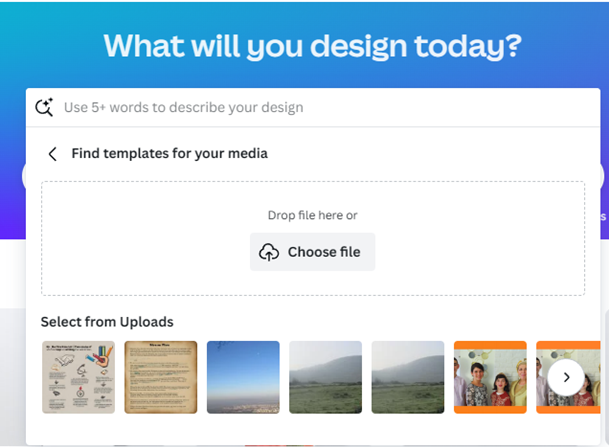 What will you design today?
Use 5+ words to describe your design
Find templates for your media
Drop file here or
Choose file
Select from Uploads